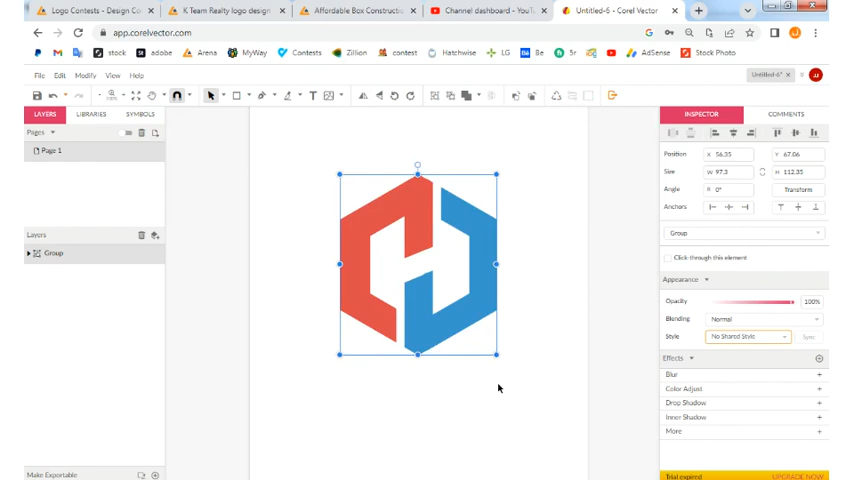 Logo Contests - Design Co
K Team Realty logo design
Affordable Box Constructio
Channel dashboard - YouT
Untitled-6 - Corel Vector
app.corelvector.com
stock
adobe
Arena
MyWay
Contests
Zillion
contest
Hatchwise
LG
Be
5r
AdSense
Stock Photo
File
Edit
Modify
View
Help
Untitled-6*
LAYERS
LIBRARIES
SYMBOLS
INSPECTOR
COMMENTS
Pages
Page 1
Position
X 56.35
Y 67.06
Size
W 97.3
H 112.35
Angle
R 0°
Transform
Anchors
Layers
Group
Group
Click-through this element
Appearance
Opacity
100%
Blending
Normal
Style
No Shared Style
Sync
Effects
Blur
Color Adjust
Drop Shadow
Inner Shadow
More
Make Exportable
Trial expired
UPGRADE NOW